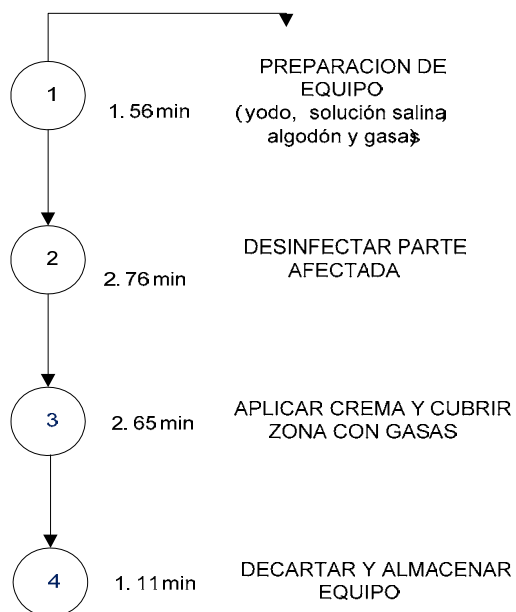 1
1.56 min
PREPARACION DE
EQUIPO
(yodo, solución salina,
algodón y gasas)
2
2.76 min
DESINFECTAR PARTE
AFECTADA
3
2.65 min
APLICAR CREMA Y CUBRIR
ZONA CON GASAS
4
1.11 min
DECARTAR Y ALMACENAR
EQUIPO